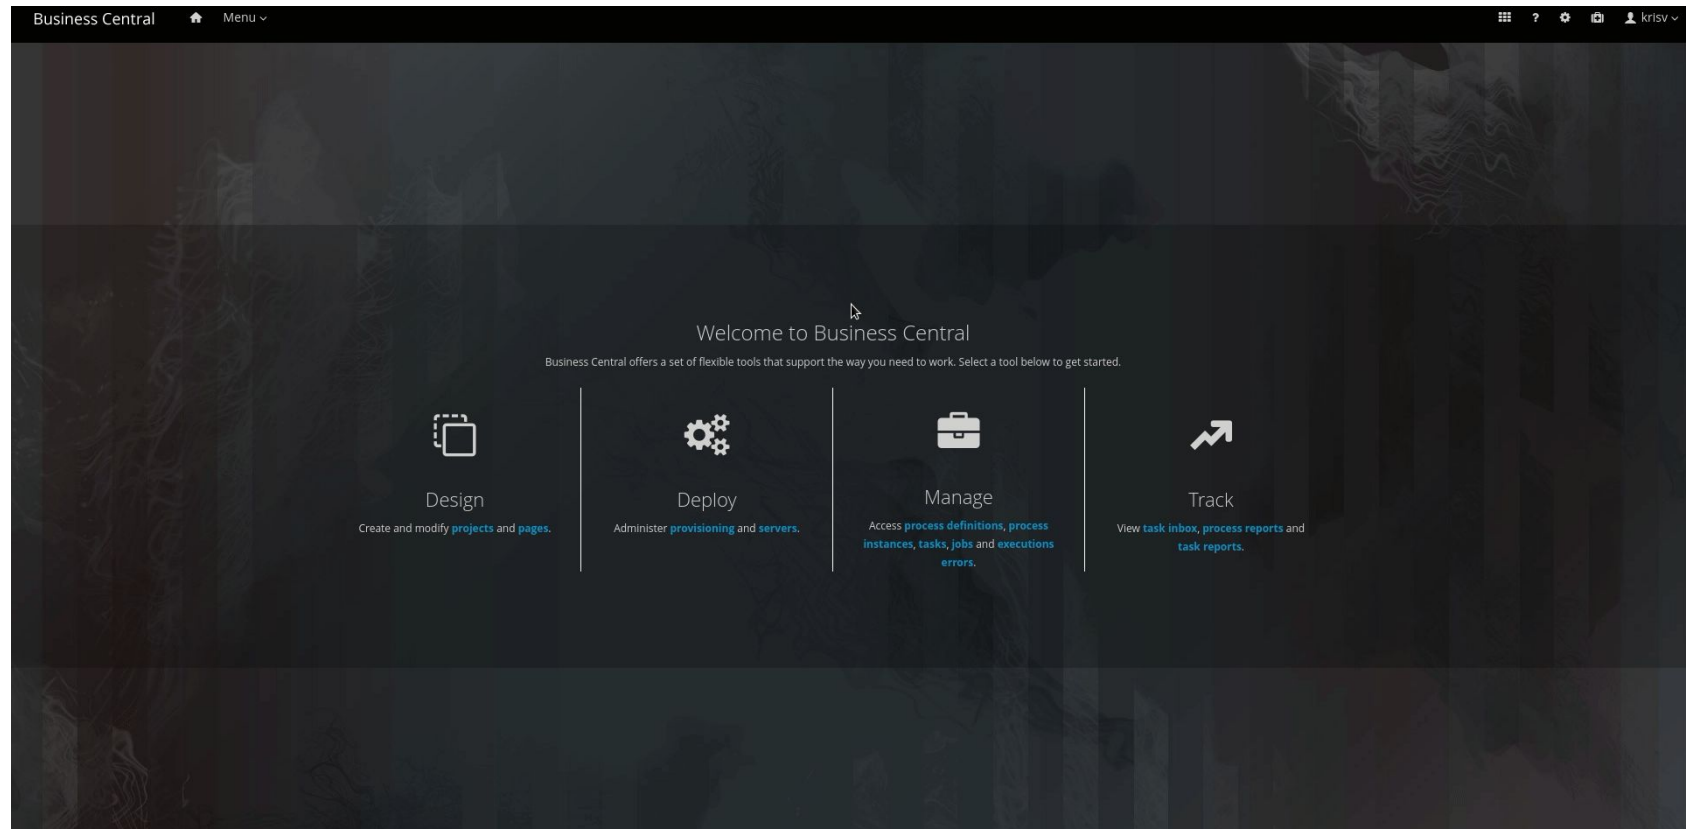 Business Central Menu ? krisv
Welcome to Business Central
Business Central offers a set of flexible tools that support the way you need to work. Select a tool below to get started.
Design
Create and modify projects and pages.
Deploy
Administer provisioning and servers.
Manage
Access process definitions, process
instances, tasks, jobs and executions
errors.
Track
View task inbox, process reports and
task reports.